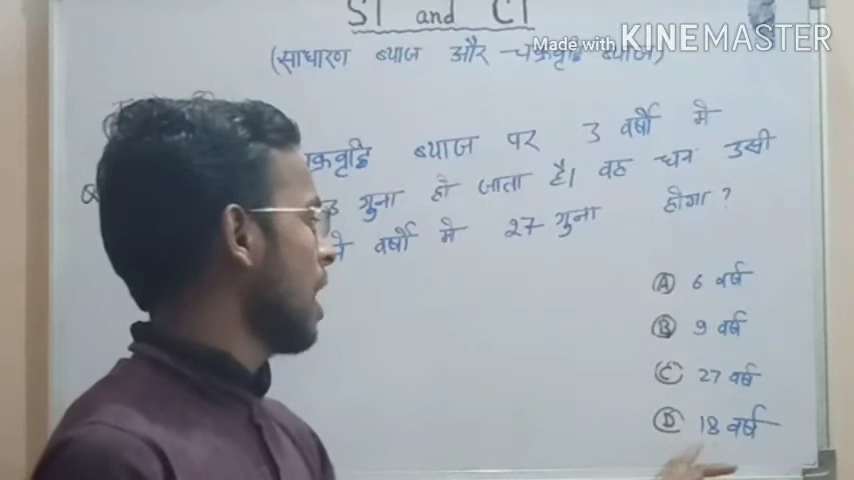 SI and CI
Made with KINEMASTER
(साधारण ब्याज और चक्रवृद्धि ब्याज)
ब्याज पर 3 वर्षों मे
3 गुना हो जाता है। वह धन उसी
वर्षों मे 27 गुना होगा ?
(A) 6 वर्ष
(B) 9 वर्ष
(C) 27 वर्ष
(D) 18 वर्ष